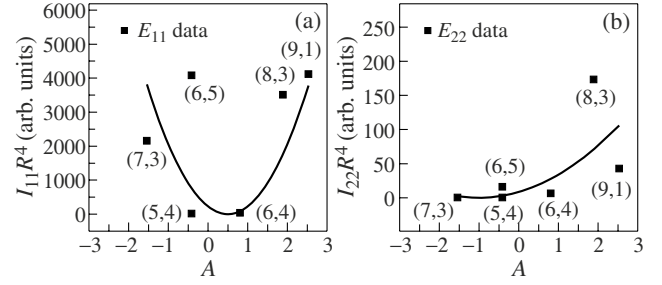 (a)
E₁₁ data
(9,1)
(8,3)
(6,5)
(7,3)
(5,4)
(6,4)
6000
5000
4000
3000
2000
1000
0
−3 −2 −1 0 1 2 3
A
I₁₁R⁴ (arb. units)
(b)
E₂₂ data
(8,3)
(6,5)
(7,3)
(5,4)
(6,4)
(9,1)
250
200
150
100
50
0
−3 −2 −1 0 1 2 3
A
I₂₂R⁴ (arb. units)